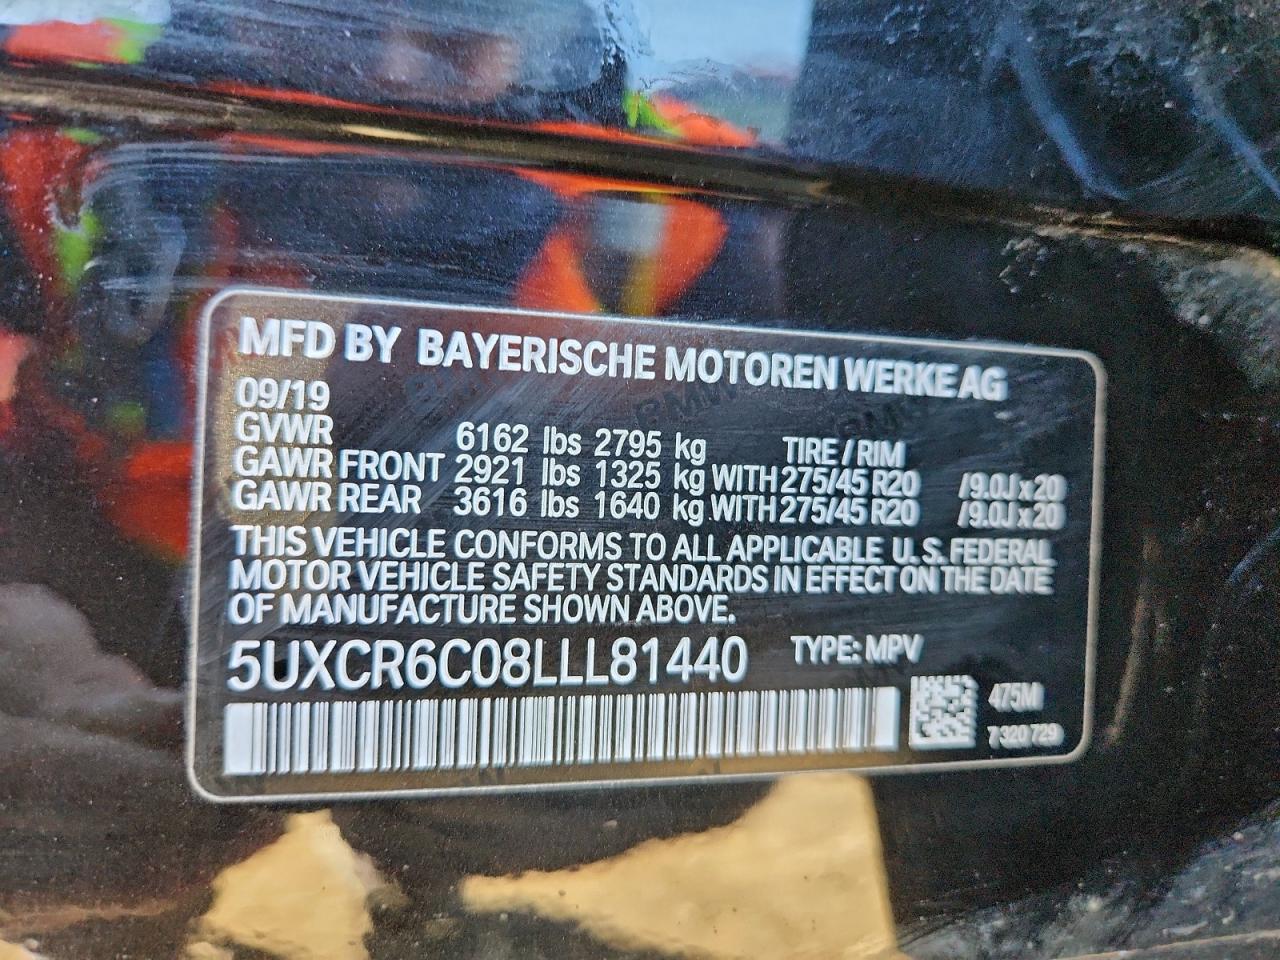 MFD BY BAYERISCHE MOTOREN WERKE AG
09/19
GVWR 6162 lbs 2795 kg TIRE / RIM
GAWR FRONT 2921 lbs 1325 kg WITH 275/45 R20 /9.0J x 20
GAWR REAR 3616 lbs 1640 kg WITH 275/45 R20 /9.0J x 20
THIS VEHICLE CONFORMS TO ALL APPLICABLE U.S. FEDERAL
MOTOR VEHICLE SAFETY STANDARDS IN EFFECT ON THE DATE
OF MANUFACTURE SHOWN ABOVE.
5UXCR6C08LLL81440 TYPE: MPV
475M
7 320 729